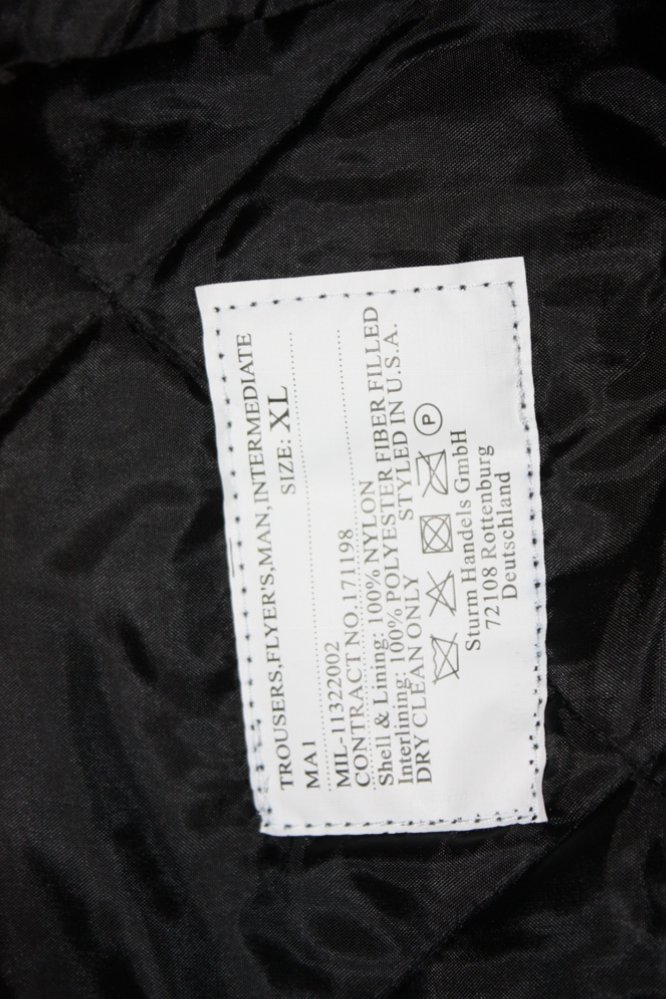 TROUSERS,FLYER'S,MAN,INTERMEDIATE
MA1 SIZE: XL
MIL-11322002
CONTRACT NO.171198
Shell & Lining: 100% NYLON
Interlining: 100% POLYESTER FIBER FILLED
DRY CLEAN ONLY STYLED IN U.S.A.
P
Sturm Handels GmbH
72108 Rottenburg
Deutschland